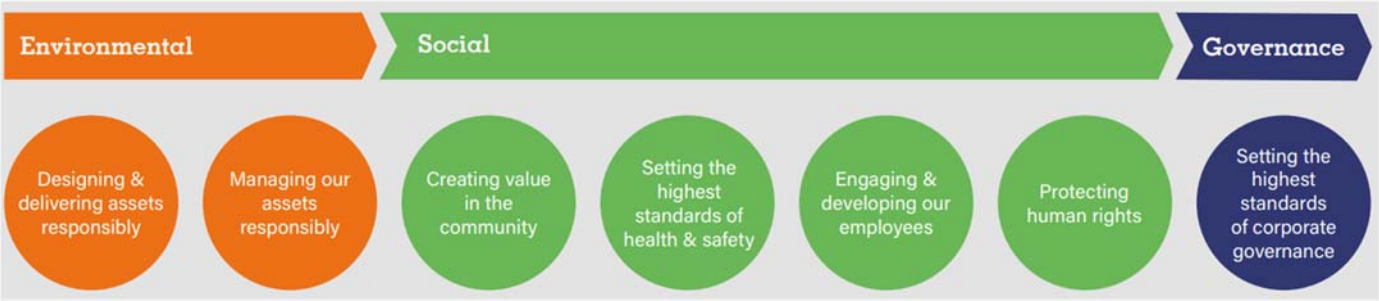 Environmental
Social
Governance
Designing &
delivering assets
responsibly
Managing our
assets
responsibly
Creating value
in the
community
Setting the
highest
standards of
health & safety
Engaging &
developing our
employees
Protecting
human rights
Setting the
highest
standards
of corporate
governance